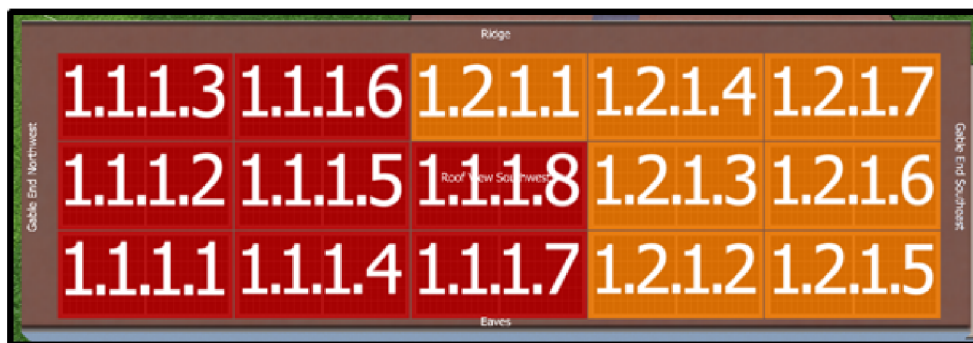 Ridge
1.1.1.3 1.1.1.6 1.2.1.1 1.2.1.4 1.2.1.7
Gable End Northwest
1.1.1.2 1.1.1.5 1.1.1.8 1.2.1.3 1.2.1.6
Roof View Southwest
Gable End Southeast
1.1.1.1 1.1.1.4 1.1.1.7 1.2.1.2 1.2.1.5
Eaves